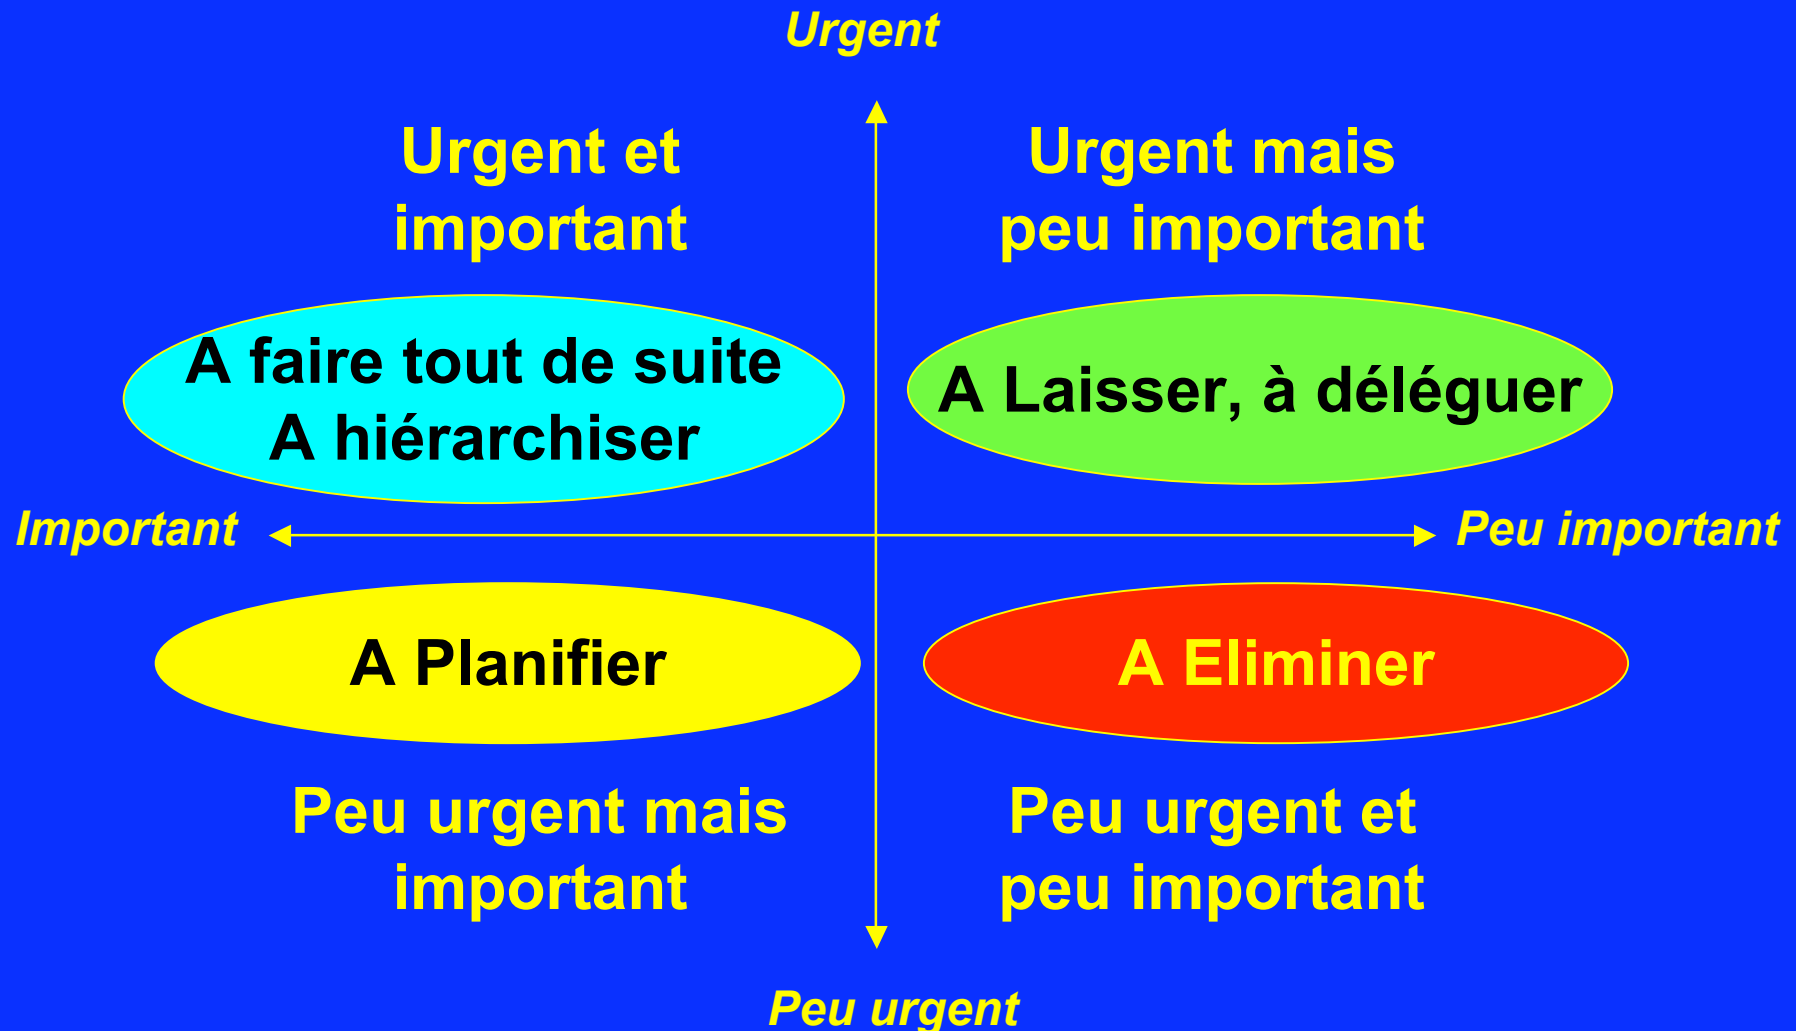 Urgent
Urgent et
important
Urgent mais
peu important
A faire tout de suite
A hiérarchiser
A Laisser, à déléguer
Important
Peu important
A Planifier
A Eliminer
Peu urgent mais
important
Peu urgent et
peu important
Peu urgent